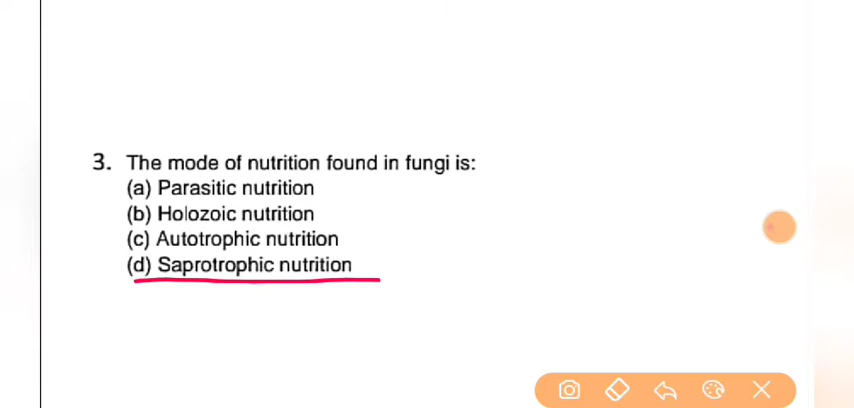 3. The mode of nutrition found in fungi is:
(a) Parasitic nutrition
(b) Holozoic nutrition
(c) Autotrophic nutrition
(d) Saprotrophic nutrition